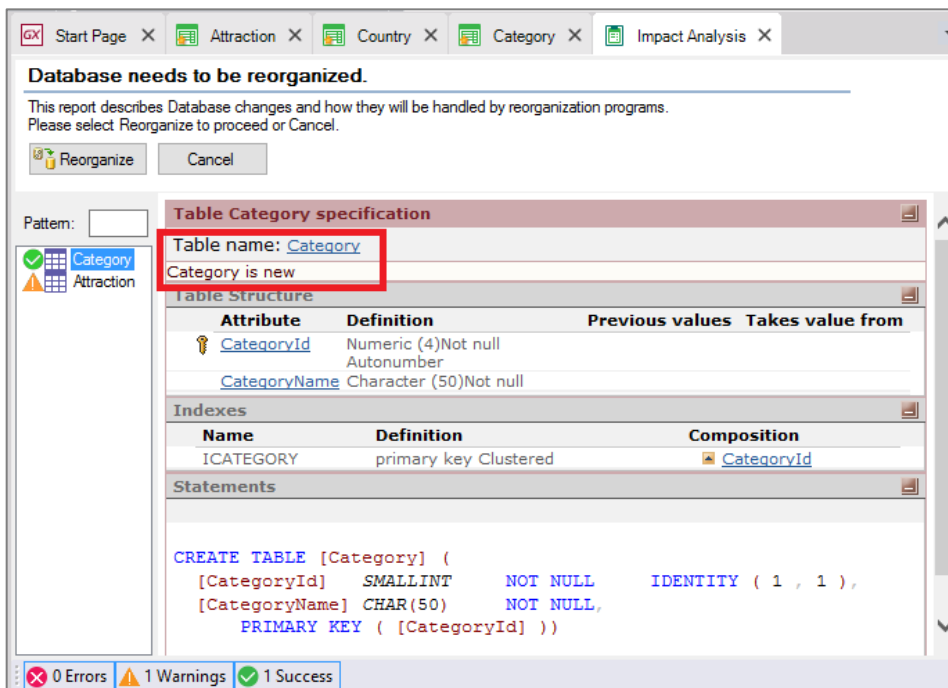 GX Start Page Attraction Country Category Impact Analysis
Database needs to be reorganized.
This report describes Database changes and how they will be handled by reorganization programs.
Please select Reorganize to proceed or Cancel.
Reorganize Cancel
Pattern:
Category
Attraction
Table Category specification
Table name: Category
Category is new
Table Structure
Attribute Definition Previous values Takes value from
CategoryId Numeric (4)Not null
Autonumber
CategoryName Character (50)Not null
Indexes
Name Definition Composition
ICATEGORY primary key Clustered CategoryId
Statements
CREATE TABLE [Category] (
[CategoryId] SMALLINT NOT NULL IDENTITY ( 1 , 1 ),
[CategoryName] CHAR(50) NOT NULL,
PRIMARY KEY ( [CategoryId] ))
0 Errors 1 Warnings 1 Success